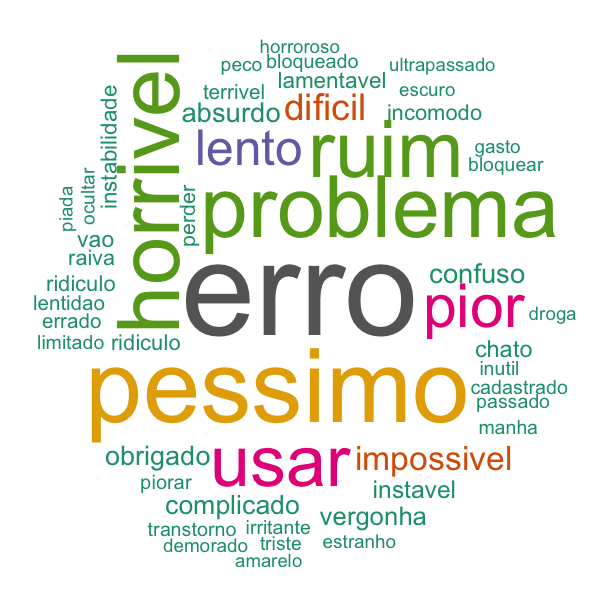 horroroso
peco
bloqueado
ultrapassado
lamentavel
terrivel
escuro
absurdo
dificil
incomodo
horrivel
instabilidade
lento
ruim
gasto
bloquear
ocultar
piada
perder
problema
vao
raiva
erro
confuso
ridiculo
lentidao
pior
droga
errado
limitado
ridiculo
chato
inutil
pessimo
cadastrado
passado
manha
obrigado
usar
impossivel
piorar
instavel
complicado
vergonha
transtorno
irritante
demorado
triste
estranho
amarelo